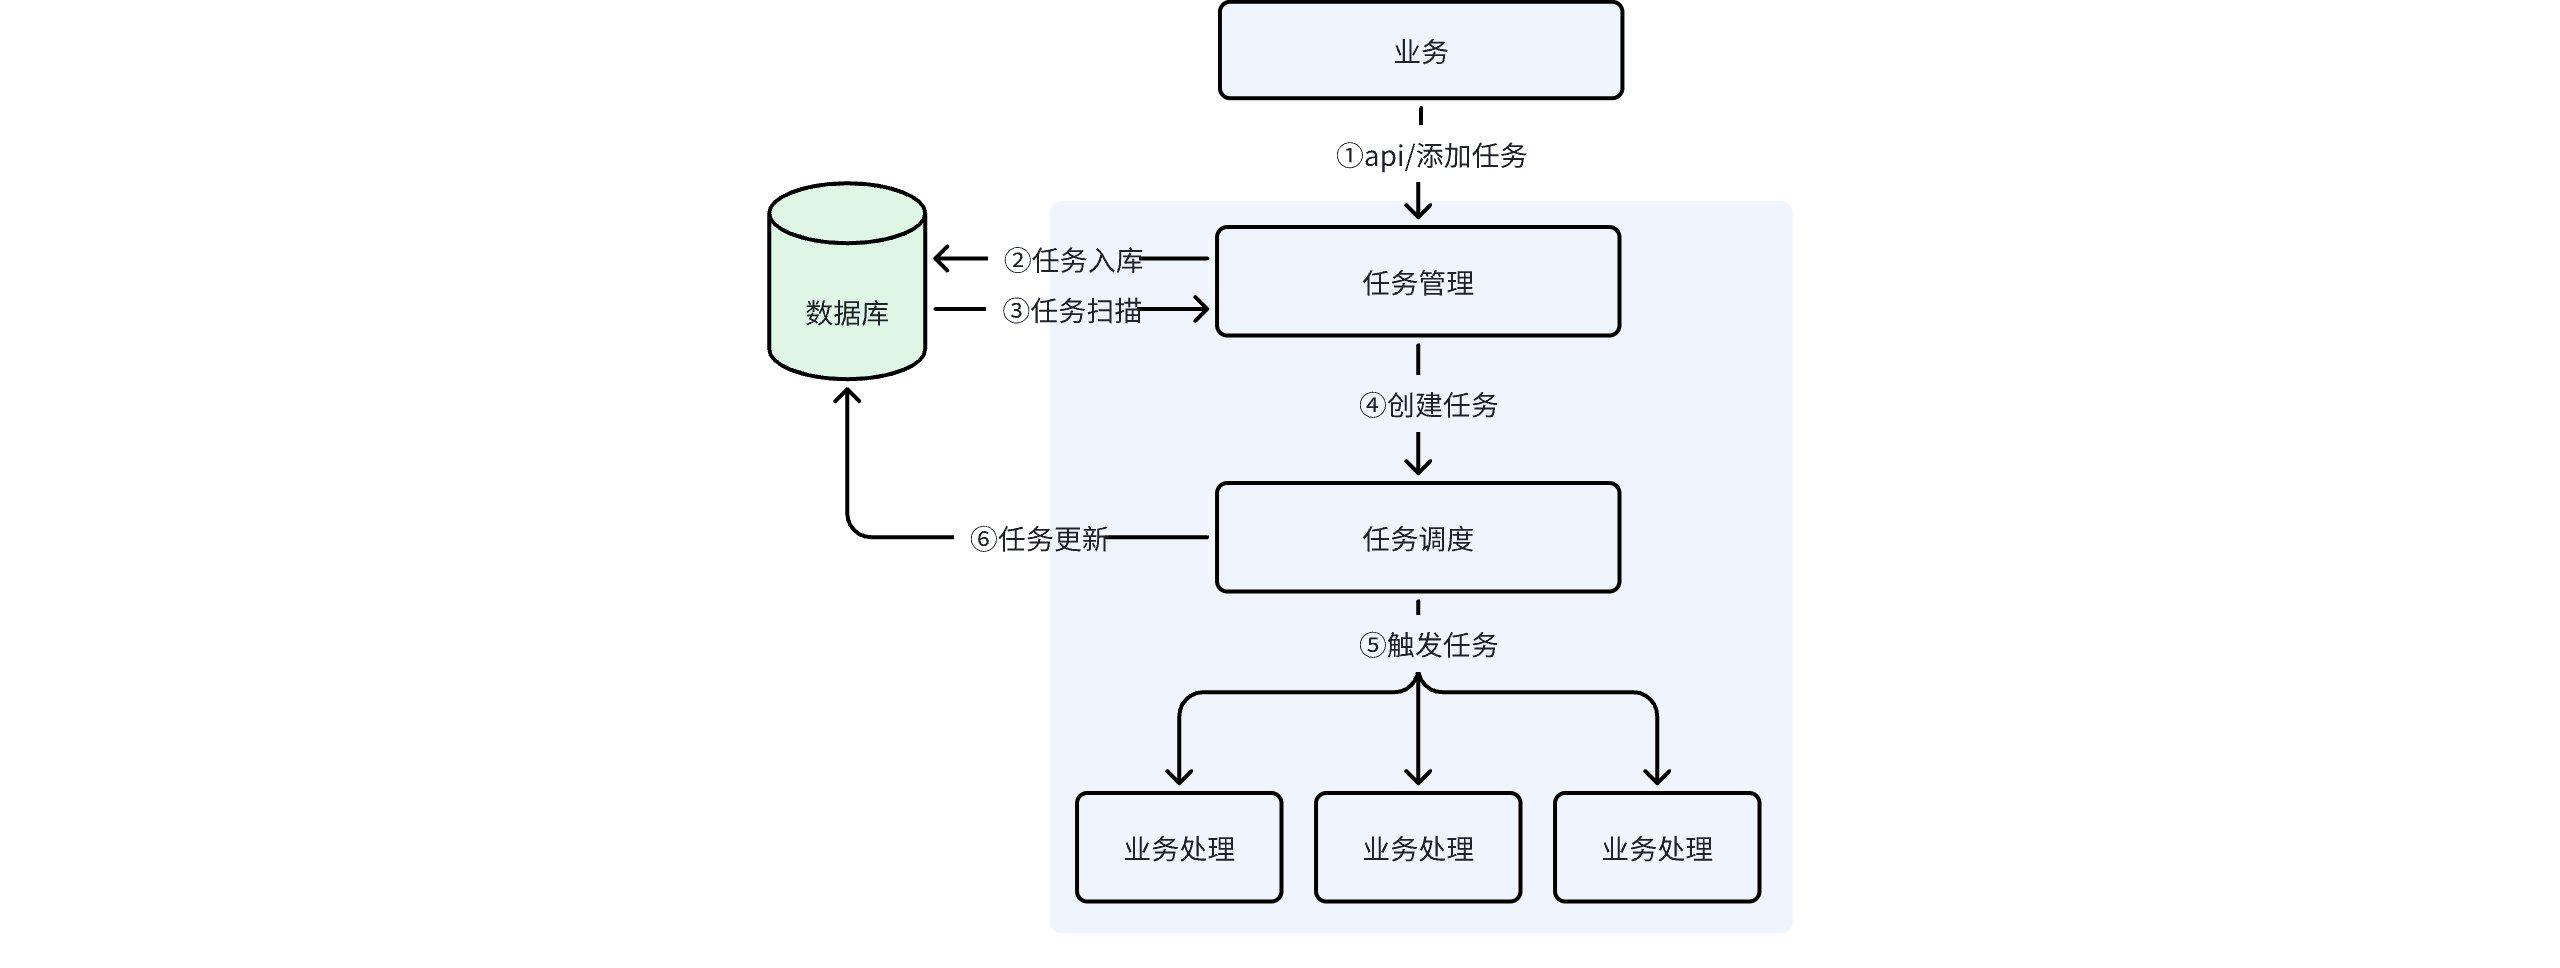 业务
①api/添加任务
②任务入库
任务管理
③任务扫描
数据库
④创建任务
⑥任务更新
任务调度
⑤触发任务
业务处理
业务处理
业务处理